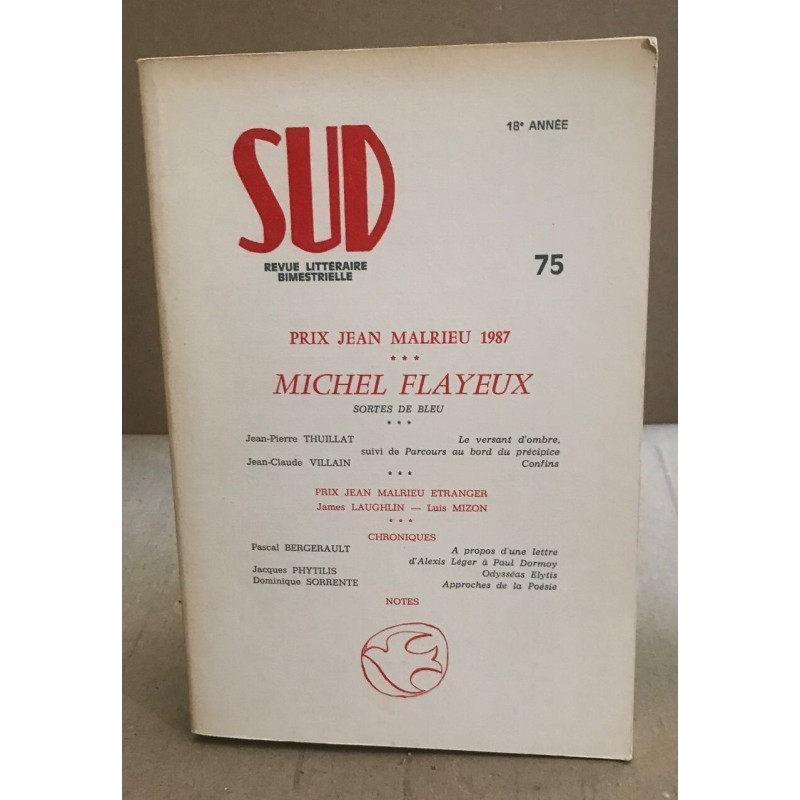 SUD
18e ANNÉE
REVUE LITTÉRAIRE
BIMESTRIELLE
75
PRIX JEAN MALRIEU 1987
* * *
MICHEL FLAYEUX
SORTES DE BLEU
* * *
Jean-Pierre THUILLAT Le versant d'ombre,
suivi de Parcours au bord du précipice
Jean-Claude VILLAIN Confins
* * *
PRIX JEAN MALRIEU ETRANGER
James LAUGHLIN — Luis MIZON
* * *
CHRONIQUES
Pascal BERGERAULT A propos d'une lettre
d'Alexis Léger à Paul Dormoy
Jacques PHYTILIS Odysséas Elytis
Dominique SORRENTE Approches de la Poésie
NOTES